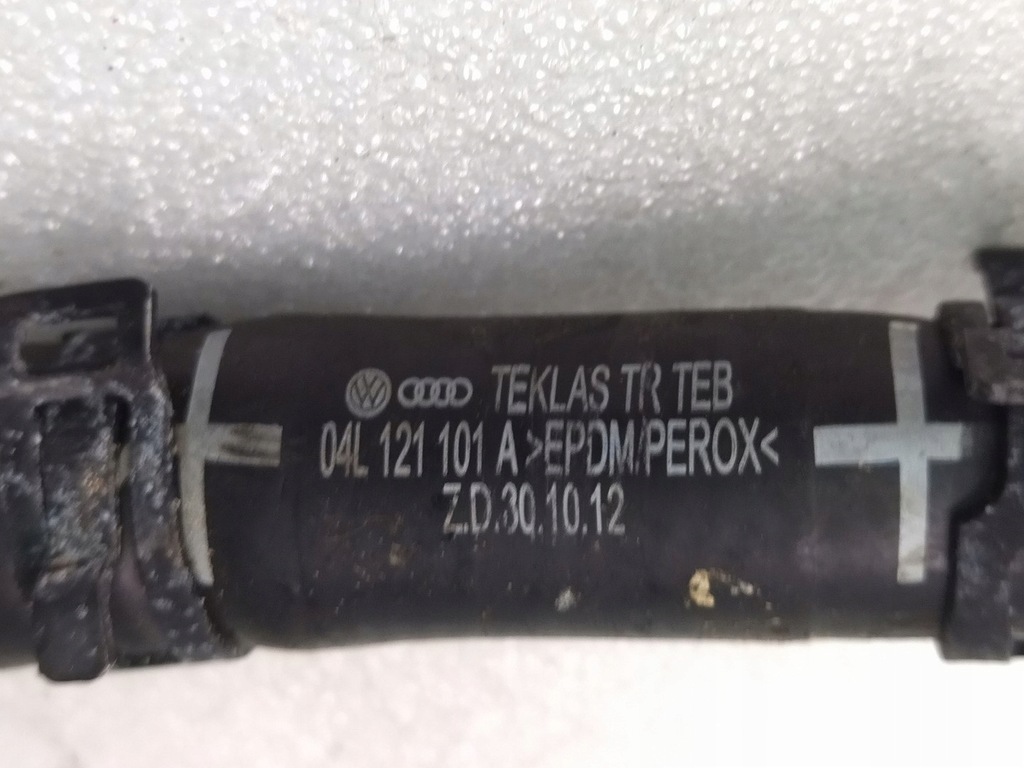 TEKLAS TR TEB
04L 121 101 A >EPDM/PEROX<
Z.D.30.10.12